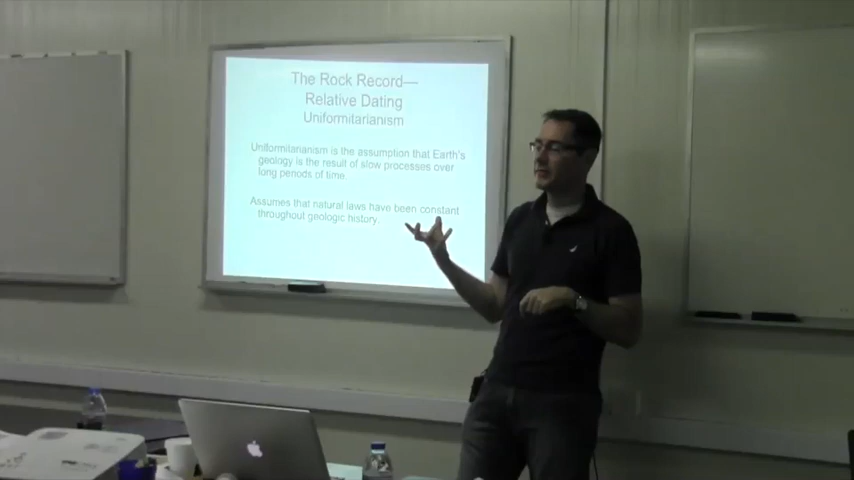 The Rock Record—
Relative Dating
Uniformitarianism
Uniformitarianism is the assumption that Earth's
geology is the result of slow processes over
long periods of time.
Assumes that natural laws have been constant
throughout geologic history.